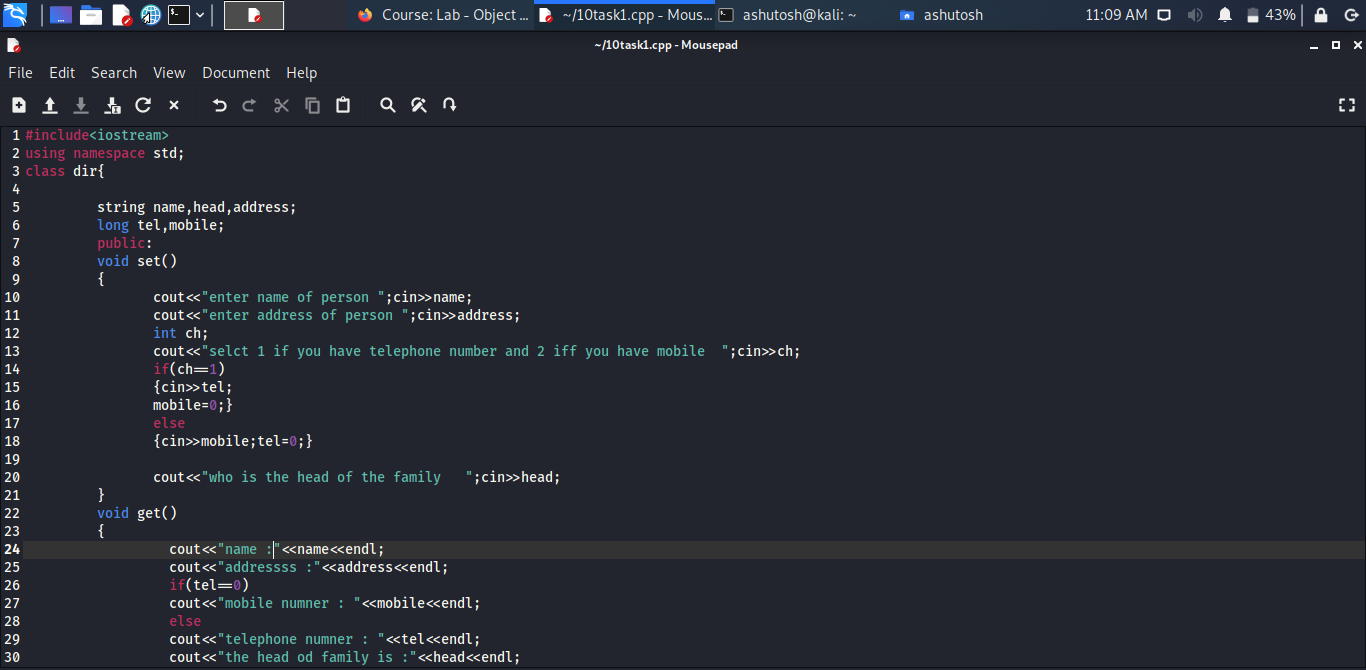 Course: Lab - Object ...
~/10task1.cpp - Mous...
ashutosh@kali: ~
ashutosh
11:09 AM
43%
~/10task1.cpp - Mousepad
File Edit Search View Document Help
1 #include<iostream>
2 using namespace std;
3 class dir{
4
5 string name,head,address;
6 long tel,mobile;
7 public:
8 void set()
9 {
10 cout<<"enter name of person ";cin>>name;
11 cout<<"enter address of person ";cin>>address;
12 int ch;
13 cout<<"selct 1 if you have telephone number and 2 iff you have mobile  ";cin>>ch;
14 if(ch==1)
15 {cin>>tel;
16 mobile=0;}
17 else
18 {cin>>mobile;tel=0;}
19
20 cout<<"who is the head of the family   ";cin>>head;
21 }
22 void get()
23 {
24 cout<<"name :"<<name<<endl;
25 cout<<"addressss :"<<address<<endl;
26 if(tel==0)
27 cout<<"mobile numner : "<<mobile<<endl;
28 else
29 cout<<"telephone numner : "<<tel<<endl;
30 cout<<"the head od family is :"<<head<<endl;